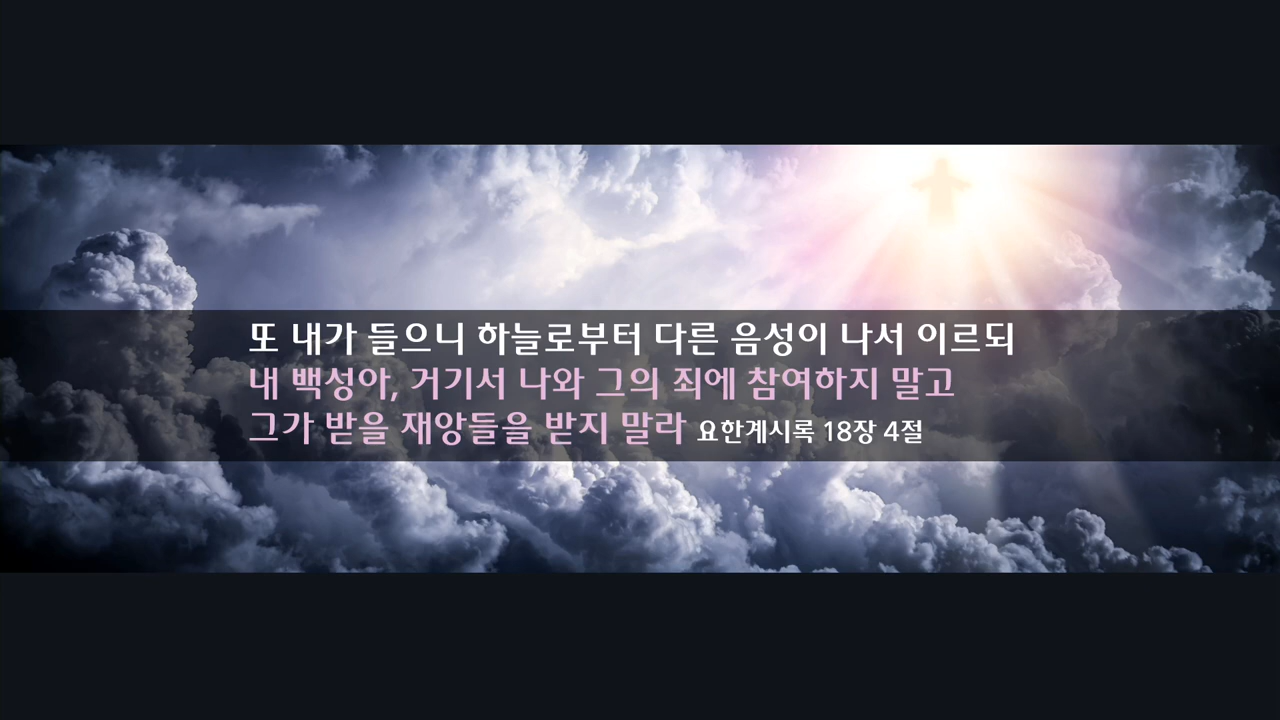 또 내가 들으니 하늘로부터 다른 음성이 나서 이르되
내 백성아, 거기서 나와 그의 죄에 참여하지 말고
그가 받을 재앙들을 받지 말라 요한계시록 18장 4절